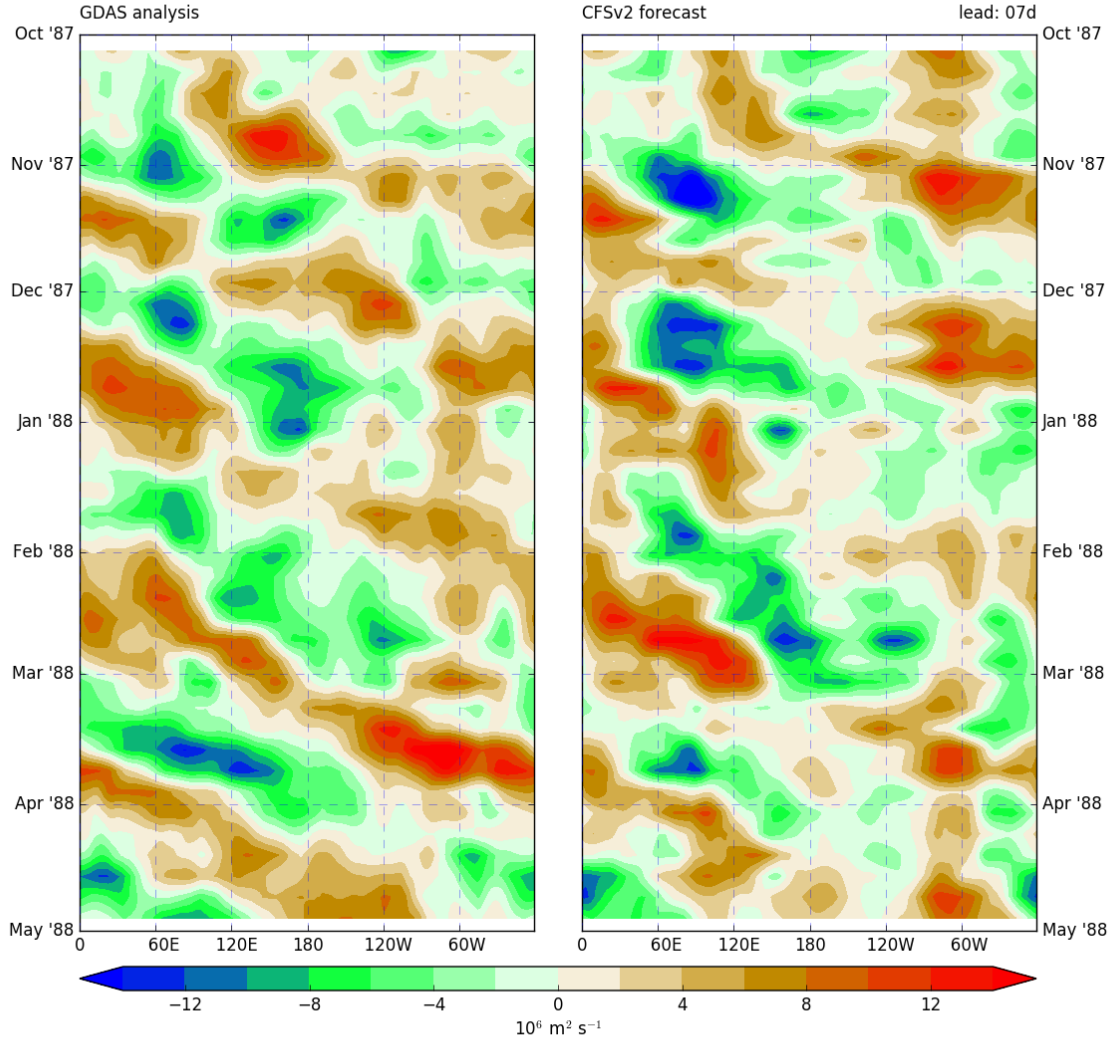 GDAS analysis
CFSv2 forecast lead: 07d
Oct '87 Oct '87
Nov '87 Nov '87
Dec '87 Dec '87
Jan '88 Jan '88
Feb '88 Feb '88
Mar '88 Mar '88
Apr '88 Apr '88
May '88 May '88
0 60E 120E 180 120W 60W 0 60E 120E 180 120W 60W
−12 −8 −4 0 4 8 12
10⁶ m² s⁻¹